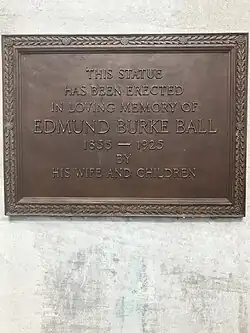 THIS STATUE
HAS BEEN ERECTED
IN LOVING MEMORY OF
EDMUND BURKE BALL
1855 — 1925
BY
HIS WIFE AND CHILDREN